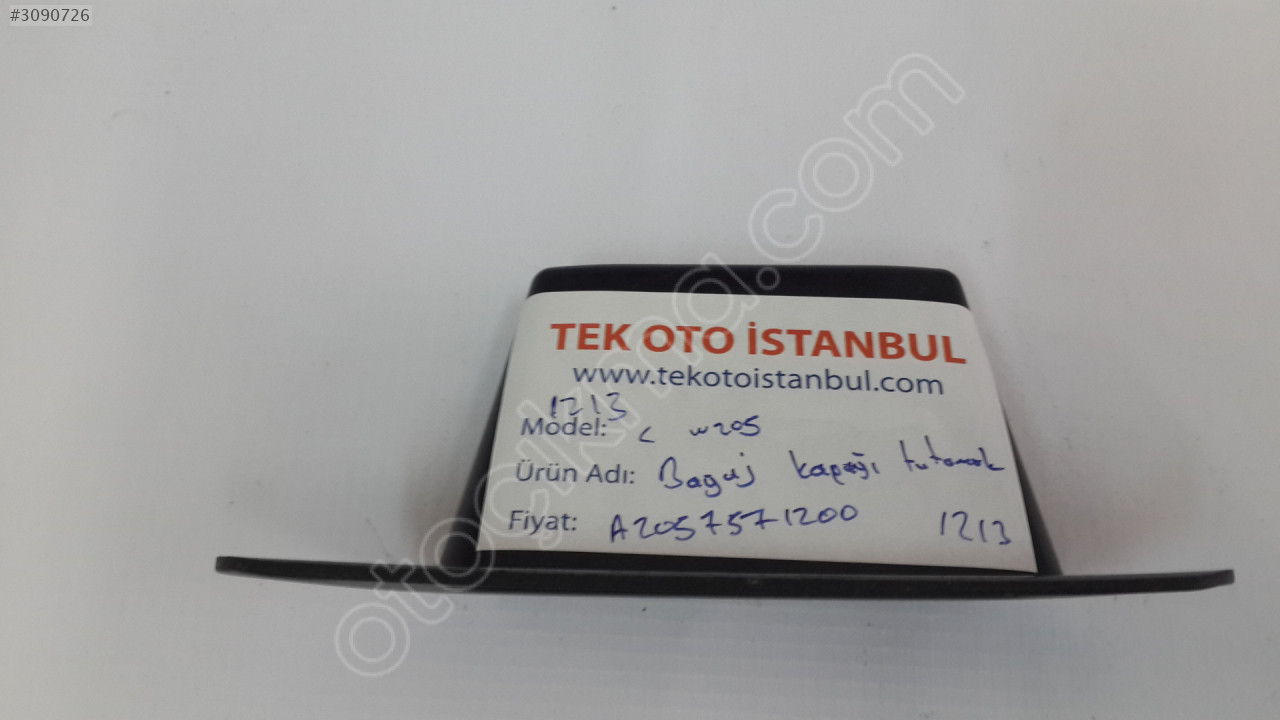 #3090726
TEK OTO İSTANBUL
www.tekotoistanbul.com
1213
Model: C W205
Ürün Adı: Bagaj kapağı tutamak
Fiyat: A2057571200 1213
otoçıkma.com